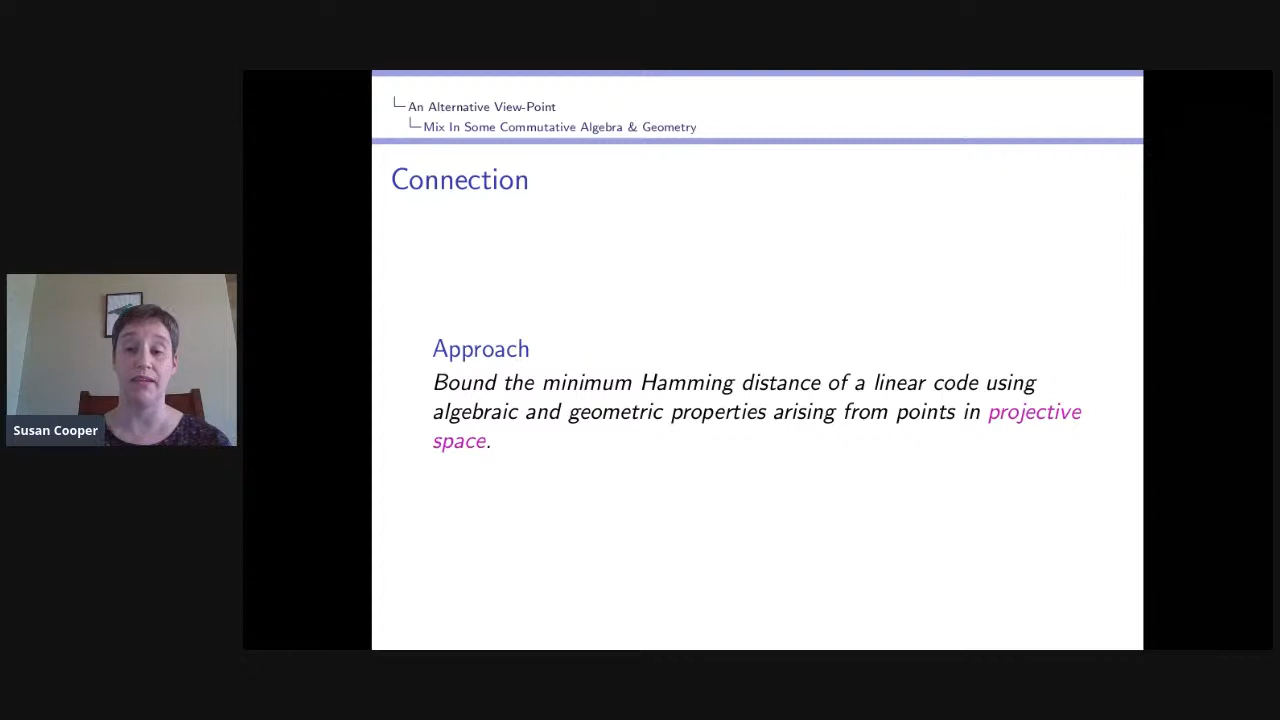 An Alternative View-Point
Mix In Some Commutative Algebra & Geometry
Connection
Approach
Bound the minimum Hamming distance of a linear code using
algebraic and geometric properties arising from points in projective
space.
Susan Cooper